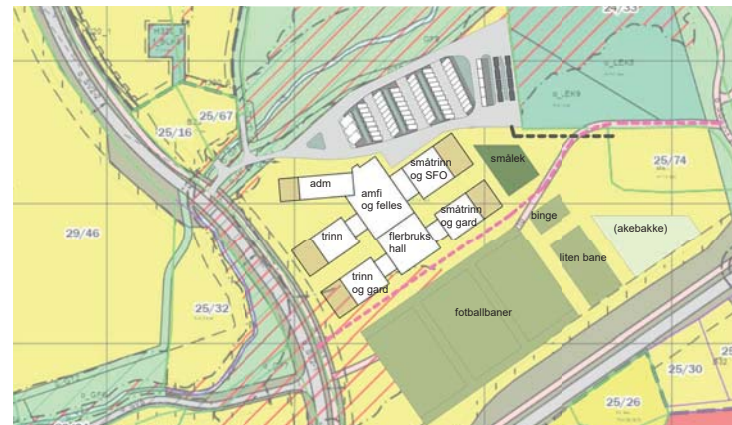 24/33
25/67
25/16
småtrinn
og SFO
smålek
25/74
adm
amfi
og felles
småtrinn
og gard
binge
(akebakke)
29/46
trinn
flerbruks
hall
liten bane
trinn
og gard
25/32
fotballbaner
25/30
25/26